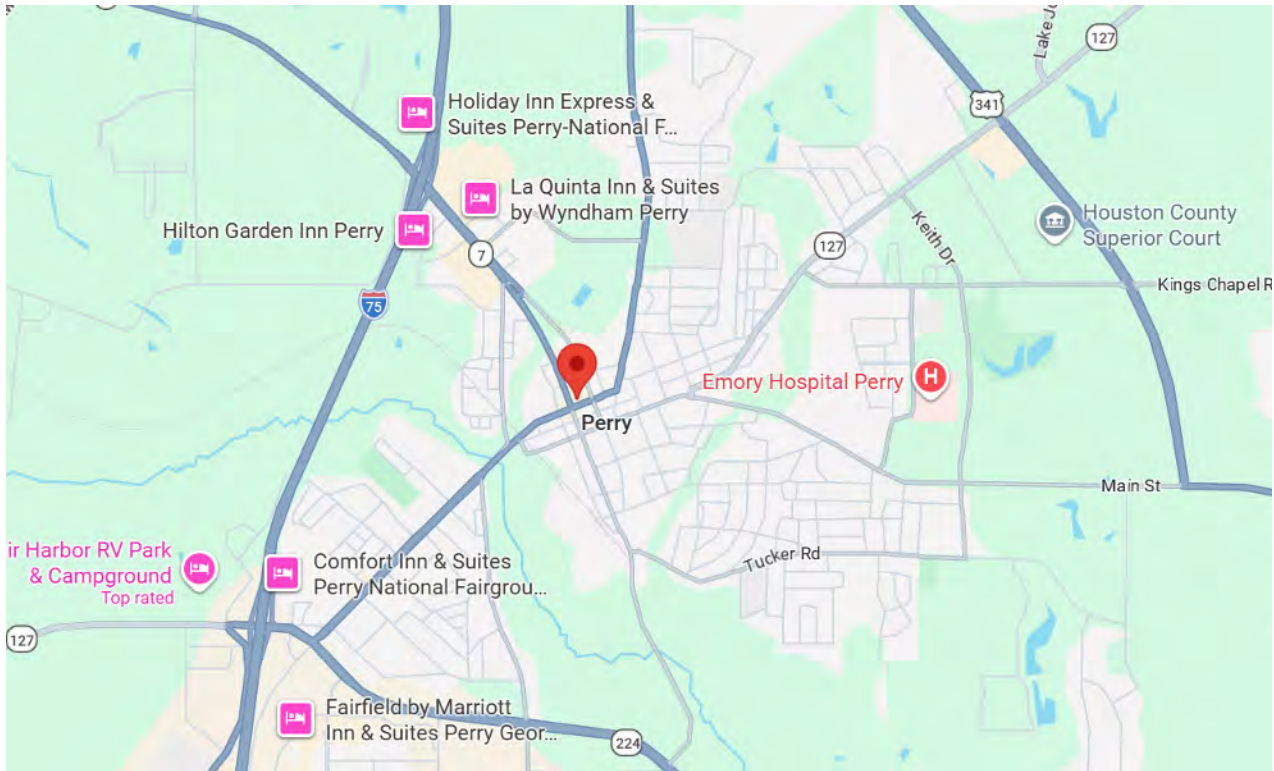 127
Lake Jo
341
Holiday Inn Express &
Suites Perry-National F...
La Quinta Inn & Suites
by Wyndham Perry
Hilton Garden Inn Perry
7
127
Keith Dr
Houston County
Superior Court
75
Kings Chapel R
Emory Hospital Perry
H
Perry
Main St
ir Harbor RV Park
& Campground
Top rated
Comfort Inn & Suites
Perry National Fairgrou...
Tucker Rd
127
Fairfield by Marriott
Inn & Suites Perry Geor...
224